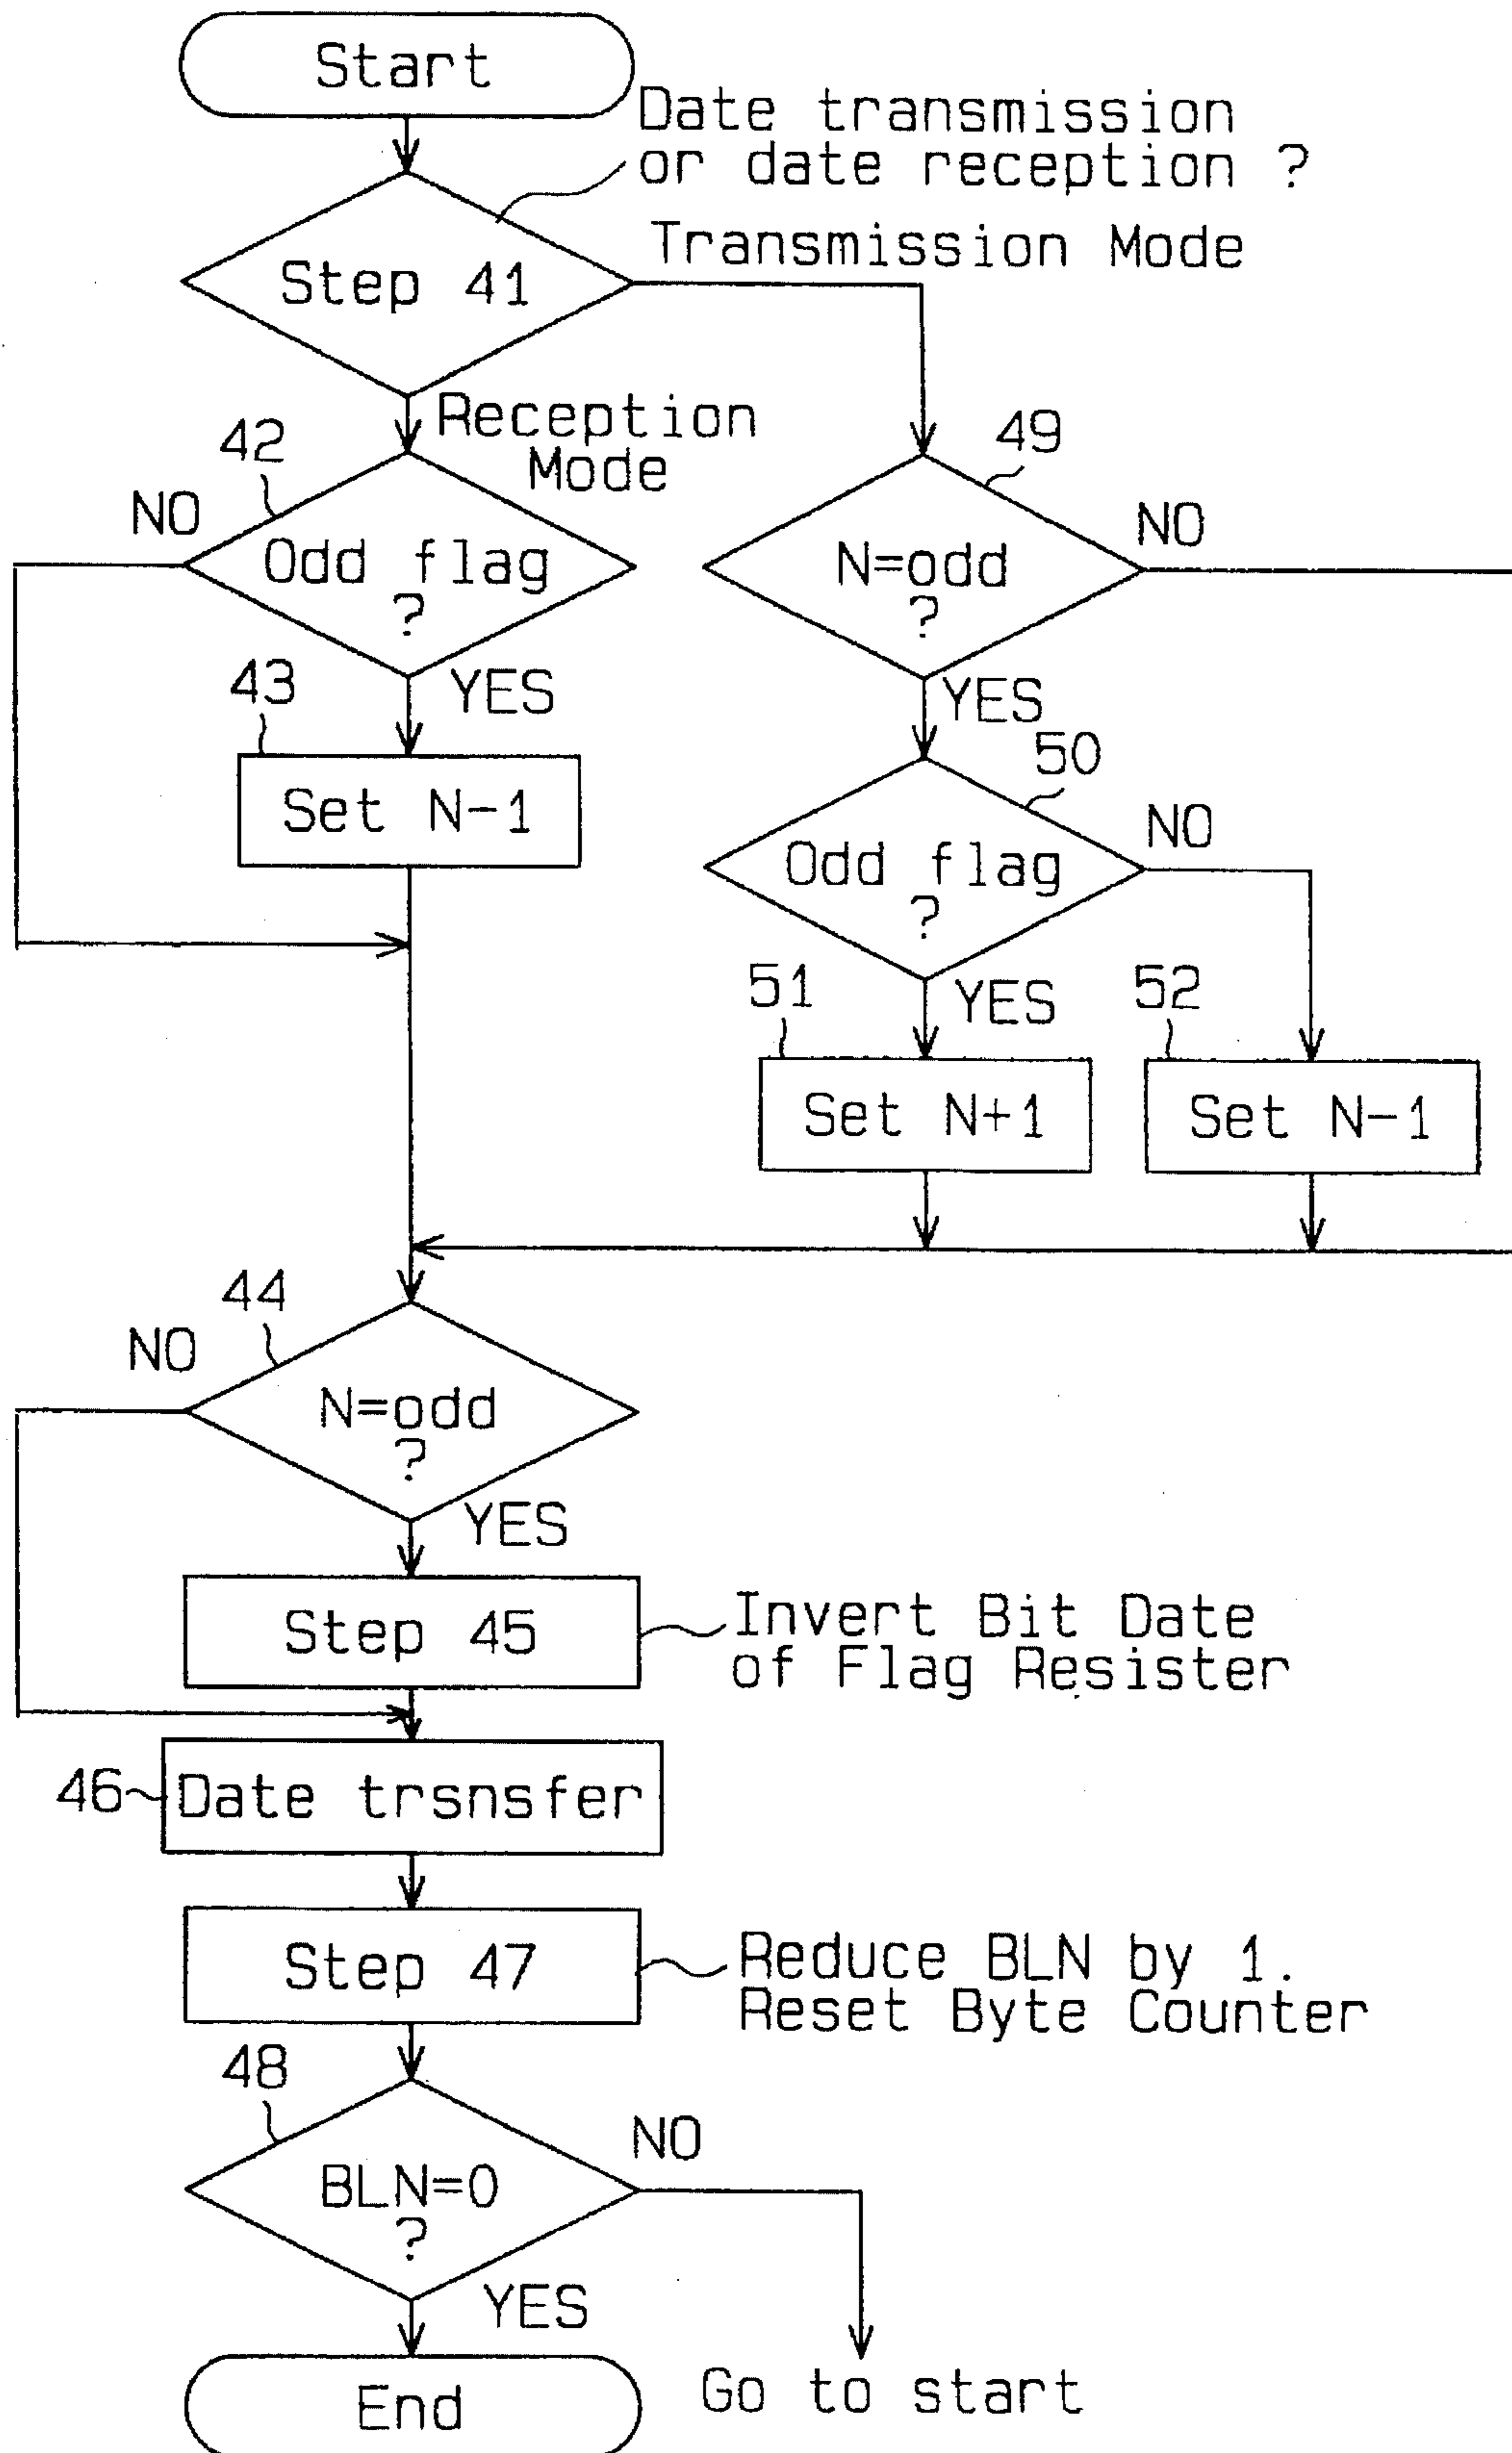 Start
Date transmission
or date reception ?
Step 41
Transmission Mode
Reception
Mode
42
NO
Odd flag
?
YES
49
N=odd
?
NO
YES
43
Set N-1
50
Odd flag
?
NO
YES
51
Set N+1
52
Set N-1
44
NO
N=odd
?
YES
Step 45
Invert Bit Date
of Flag Resister
46
Date trsnsfer
Step 47
Reduce BLN by 1.
Reset Byte Counter
48
BLN=0
?
NO
YES
End
Go to start